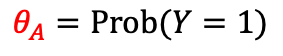 θ_A = Prob(Y = 1)